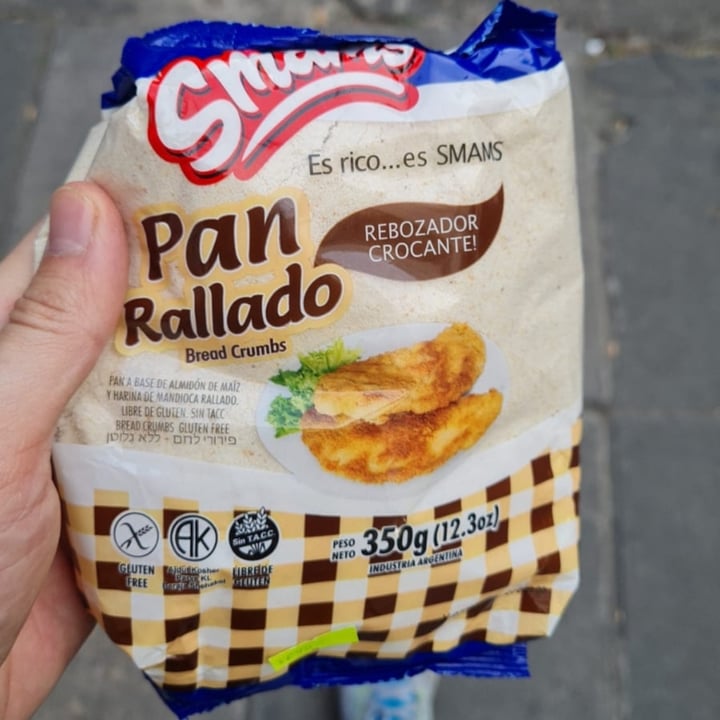 Smams
Es rico...es SMAMS
REBOZADOR
CROCANTE!
Pan
Rallado
Bread Crumbs
PAN A BASE DE ALMIDÓN DE MAÍZ
Y HARINA DE MANDIOCA RALLADO.
LIBRE DE GLUTEN. SIN TACC
BREAD CRUMBS GLUTEN FREE
פירורי לחם - ללא גלוטן
PESO
NETO
350g (12.3oz)
INDUSTRIA ARGENTINA
GLUTEN
FREE
AK
Ajdut Kosher
Sin T.A.C.C.
LIBRE DE
GLUTEN